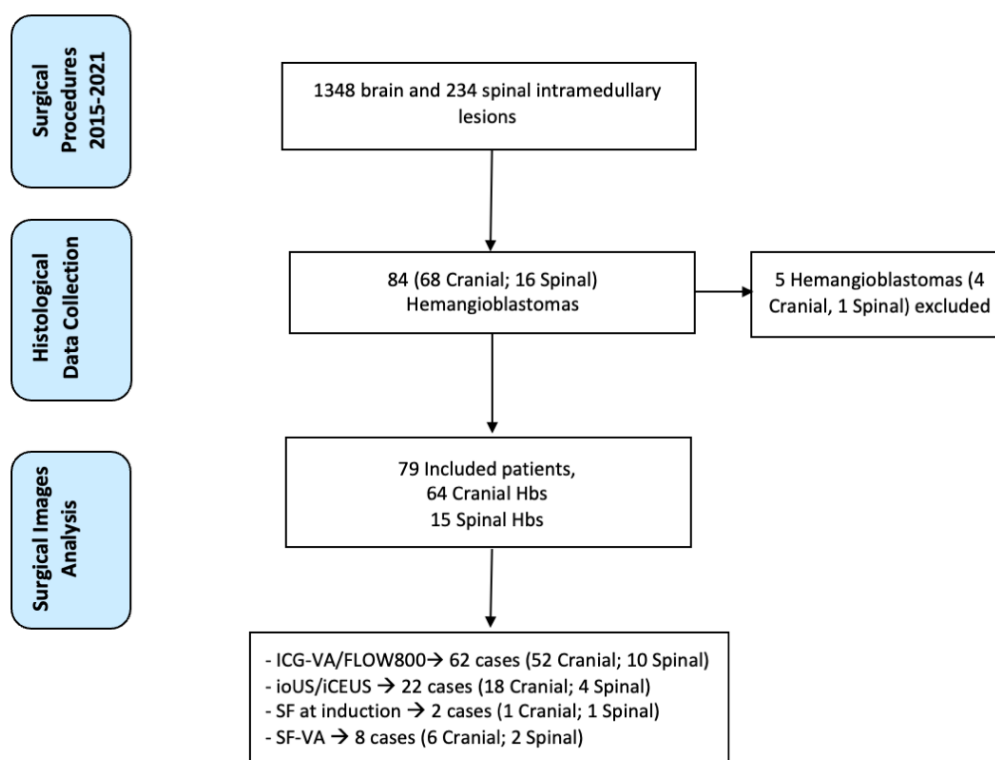 Surgical
Procedures
2015-2021
1348 brain and 234 spinal intramedullary
lesions
Histological
Data Collection
84 (68 Cranial; 16 Spinal)
Hemangioblastomas
5 Hemangioblastomas (4
Cranial, 1 Spinal) excluded
Surgical Images
Analysis
79 Included patients,
64 Cranial Hbs
15 Spinal Hbs
- ICG-VA/FLOW800→ 62 cases (52 Cranial; 10 Spinal)
- ioUS/iCEUS → 22 cases (18 Cranial; 4 Spinal)
- SF at induction → 2 cases (1 Cranial; 1 Spinal)
- SF-VA → 8 cases (6 Cranial; 2 Spinal)